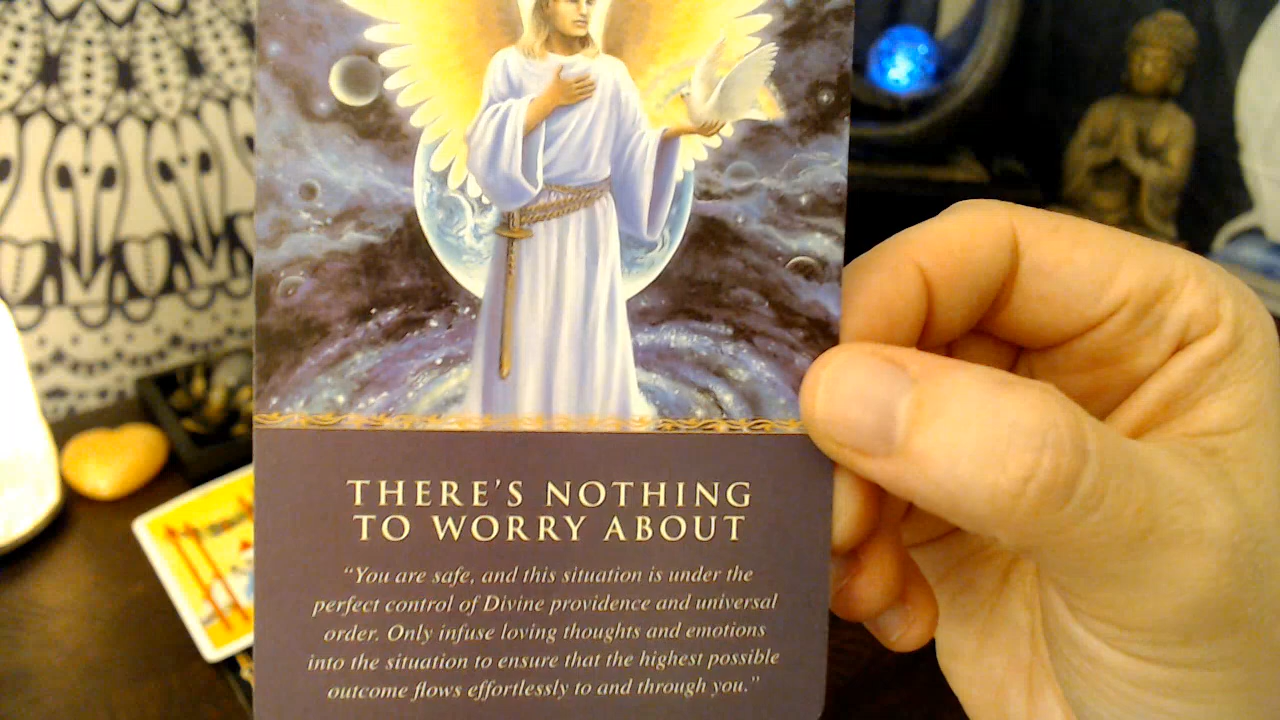 THERE'S NOTHING
TO WORRY ABOUT
"You are safe, and this situation is under the
perfect control of Divine providence and universal
order. Only infuse loving thoughts and emotions
into the situation to ensure that the highest possible
outcome flows effortlessly to and through you."